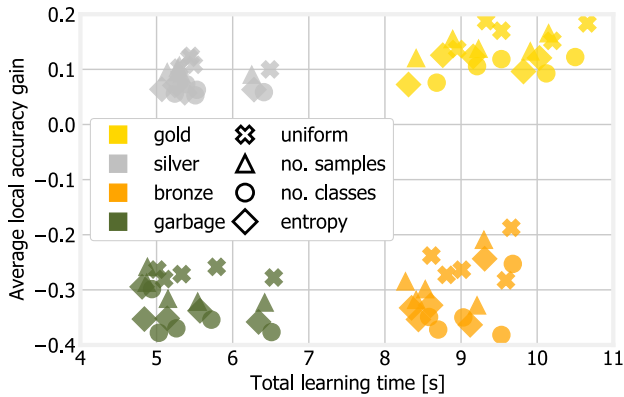 Average local accuracy gain
0.2
0.1
0.0
−0.1
−0.2
−0.3
−0.4
gold
silver
bronze
garbage
uniform
no. samples
no. classes
entropy
4 5 6 7 8 9 10 11
Total learning time [s]